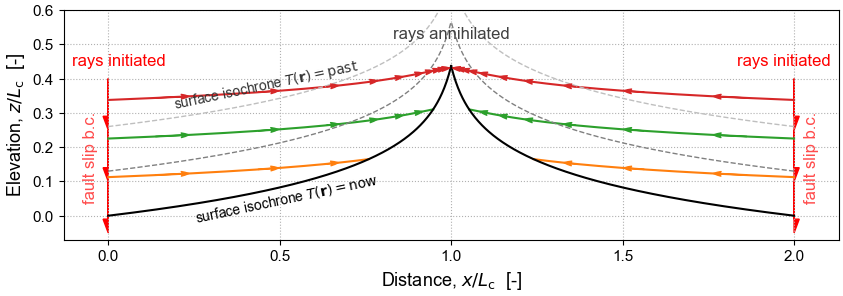 0.6
rays annihilated
0.5
rays initiated
rays initiated
0.4
surface isochrone T(r) = past
0.3
0.2
0.1
0.0
fault slip b.c.
fault slip b.c.
surface isochrone T(r) = now
Elevation, z/Lc [-]
0.0 0.5 1.0 1.5 2.0
Distance, x/Lc [-]